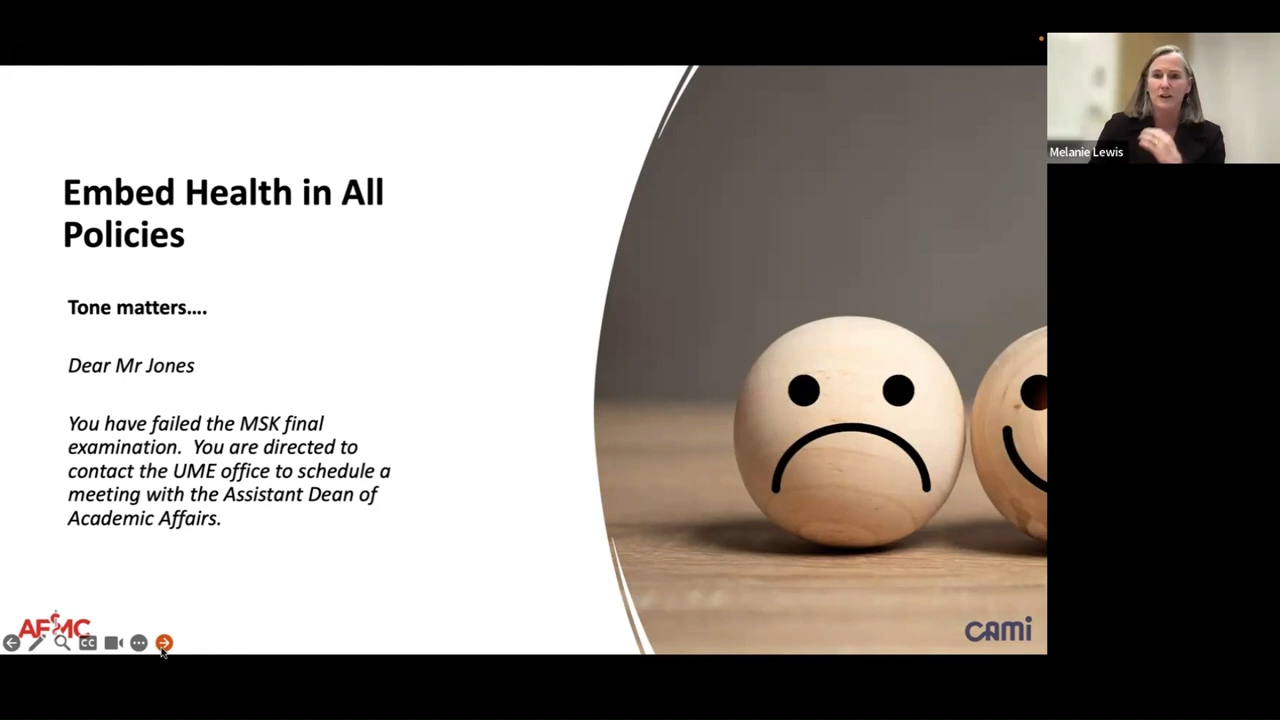 Embed Health in All
Policies
Tone matters....
Dear Mr Jones
You have failed the MSK final
examination.  You are directed to
contact the UME office to schedule a
meeting with the Assistant Dean of
Academic Affairs.
Melanie Lewis
AFMC
CC
CAMi